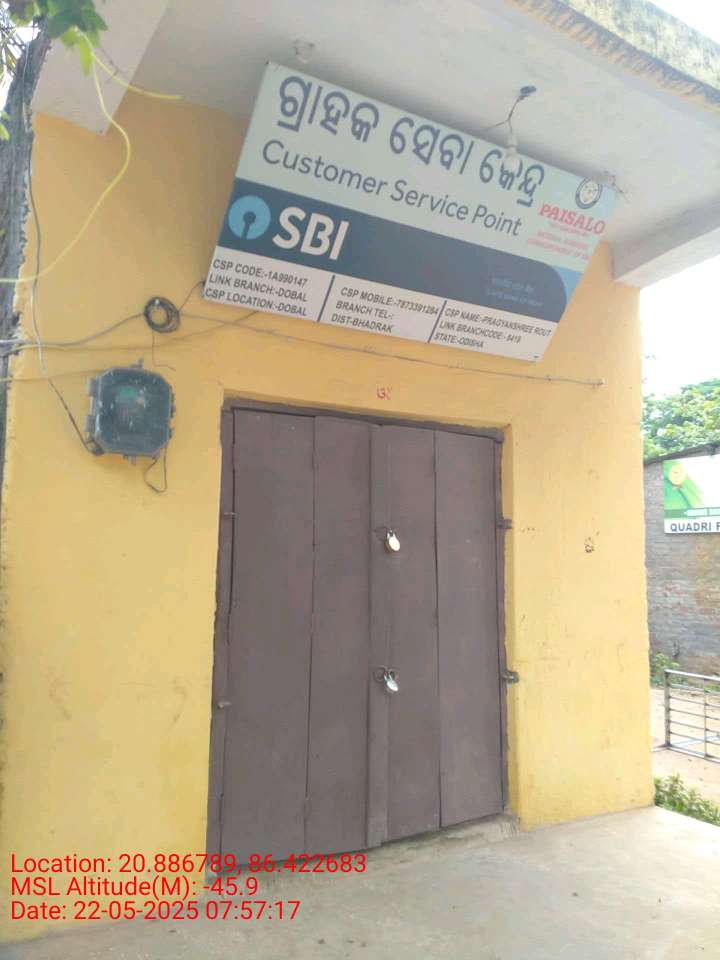 ଗ୍ରାହକ ସେବା କେନ୍ଦ୍ର
Customer Service Point
PAISALO
SBI
CSP CODE:-1A990147
LINK BRANCH:-DOBAL
CSP LOCATION:-DOBAL
CSP MOBILE:-7873391284
BRANCH TEL-:
DIST-BHADRAK
CSP NAME:-PRAGYANSHREE ROUT
LINK BRANCHCODE:- 8419
STATE:-ODISHA
QUADRI
Location: 20.886789, 86.422683
MSL Altitude(M): -45.9
Date: 22-05-2025 07:57:17